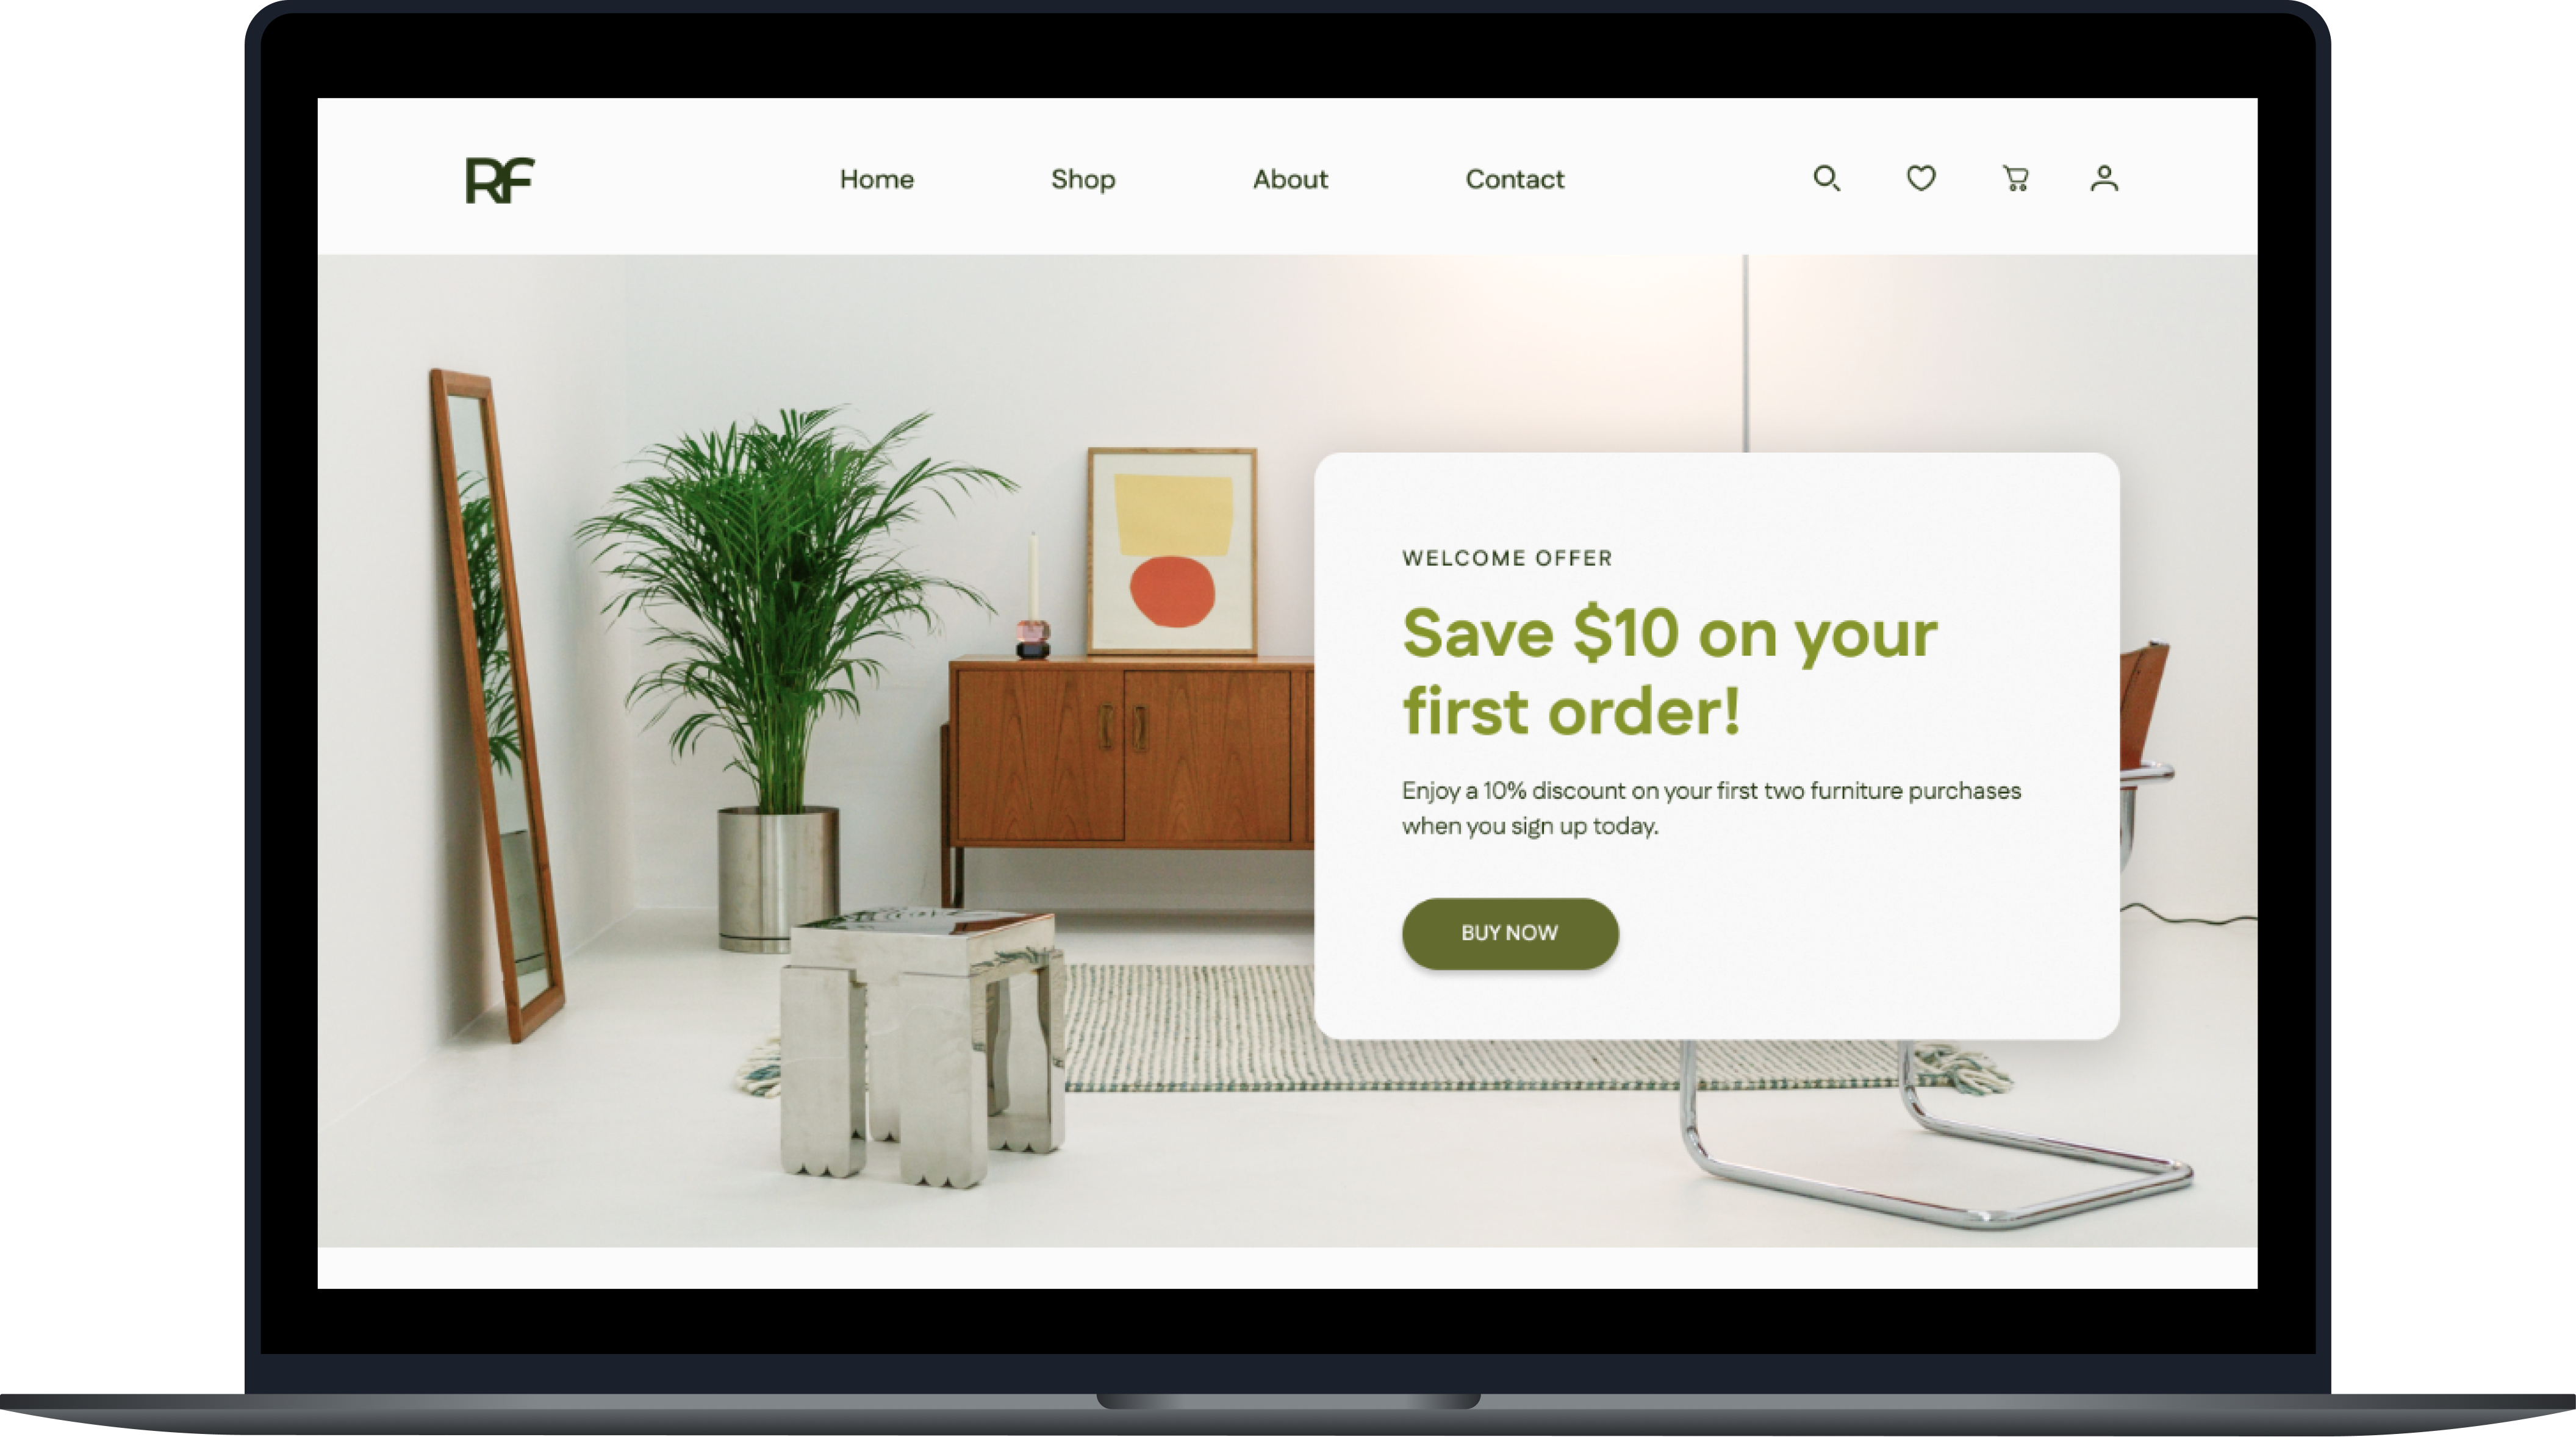 RF
Home Shop About Contact
WELCOME OFFER
Save $10 on your
first order!
Enjoy a 10% discount on your first two furniture purchases
when you sign up today.
BUY NOW